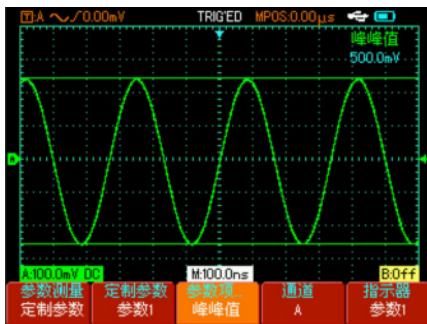 T:A 0.00mV TRIG'ED MPOS:0.00μs
峰峰值
500.0mV
A:100.0mV DC M:100.0ns B:Off
参数测量 定制参数 参数项… 通道 指示器
定制参数 参数1 峰峰值 A 参数1